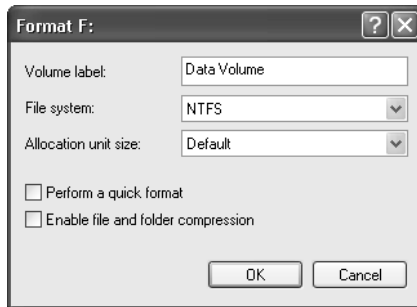 Format F:
Volume label: Data Volume
File system: NTFS
Allocation unit size: Default
Perform a quick format
Enable file and folder compression
OK Cancel